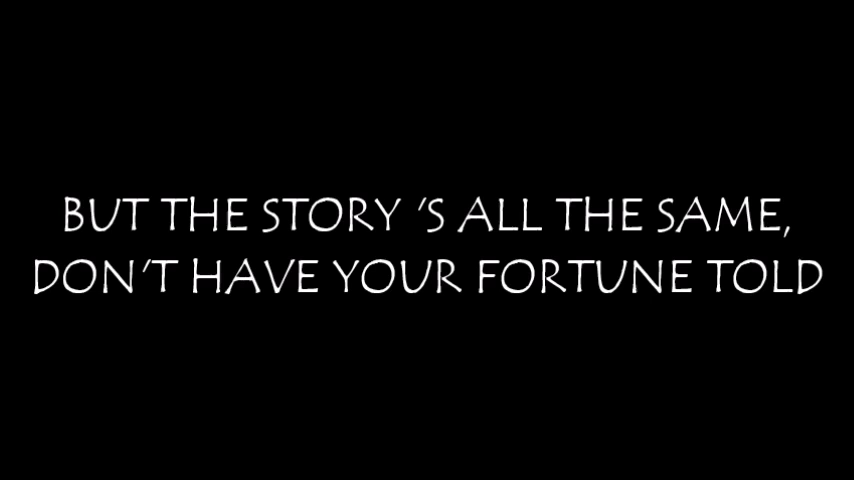 BUT THE STORY 'S ALL THE SAME,
DON'T HAVE YOUR FORTUNE TOLD